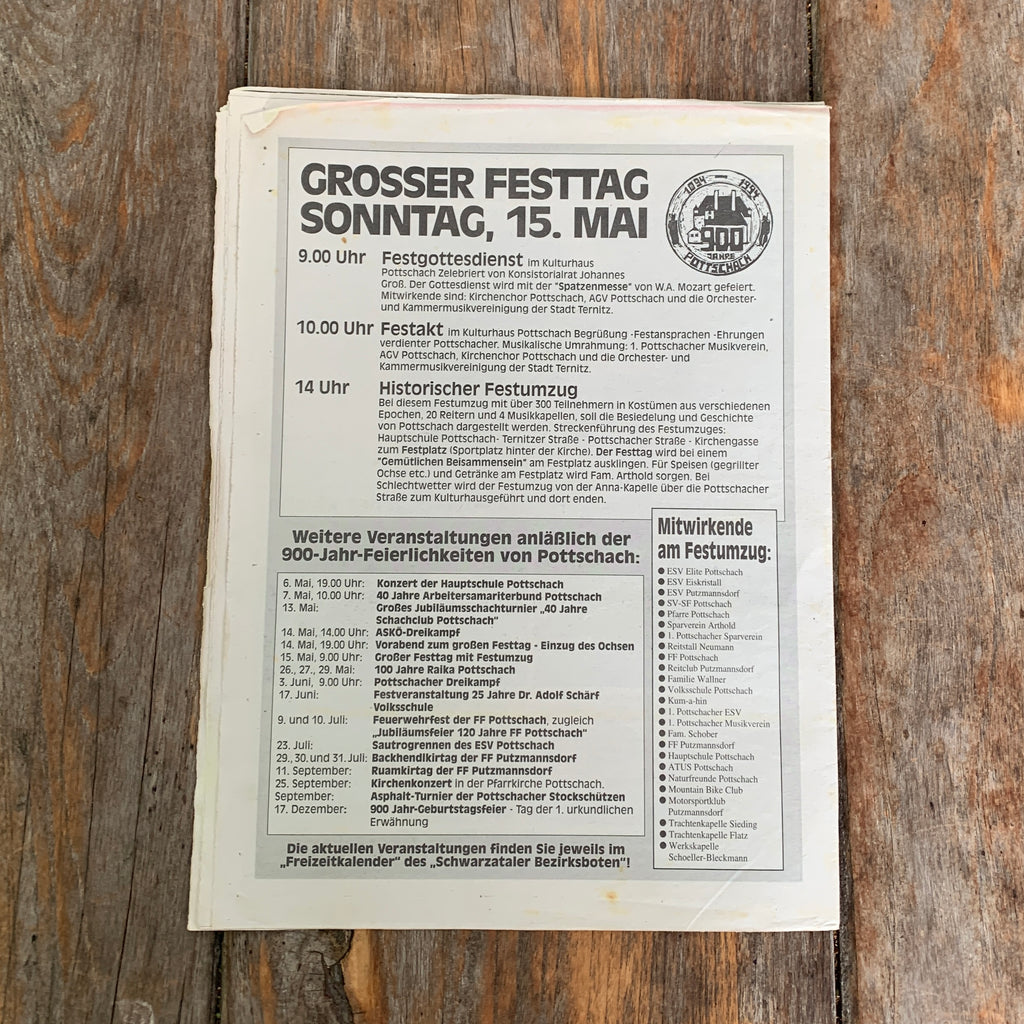 GROSSER FESTTAG
SONNTAG, 15. MAI
1094 — 1994
900
JAHRE
POTTSCHACH
9.00 Uhr Festgottesdienst im Kulturhaus
Pottschach Zelebriert von Konsistorialrat Johannes
Groß. Der Gottesdienst wird mit der "Spatzenmesse" von W.A. Mozart gefeiert.
Mitwirkende sind: Kirchenchor Pottschach, AGV Pottschach und die Orchester-
und Kammermusikvereinigung der Stadt Ternitz.
10.00 Uhr Festakt im Kulturhaus Pottschach Begrüßung -Festansprachen -Ehrungen
verdienter Pottschacher. Musikalische Umrahmung: 1. Pottschacher Musikverein,
AGV Pottschach, Kirchenchor Pottschach und die Orchester- und
Kammermusikvereinigung der Stadt Ternitz.
14 Uhr Historischer Festumzug
Bei diesem Festumzug mit über 300 Teilnehmern in Kostümen aus verschiedenen
Epochen, 20 Reitern und 4 Musikkapellen, soll die Besiedelung und Geschichte
von Pottschach dargestellt werden. Streckenführung des Festumzuges:
Hauptschule Pottschach- Ternitzer Straße - Pottschacher Straße - Kirchengasse
zum Festplatz (Sportplatz hinter der Kirche). Der Festtag wird bei einem
"Gemütlichen Beisammensein" am Festplatz ausklingen. Für Speisen (gegrillter
Ochse etc.) und Getränke am Festplatz wird Fam. Arthold sorgen. Bei
Schlechtwetter wird der Festumzug von der Anna-Kapelle über die Pottschacher
Straße zum Kulturhausgeführt und dort enden.
Weitere Veranstaltungen anläßlich der
900-Jahr-Feierlichkeiten von Pottschach:
6. Mai, 19.00 Uhr: Konzert der Hauptschule Pottschach
7. Mai, 10.00 Uhr: 40 Jahre Arbeitersamariterbund Pottschach
13. Mai: Großes Jubiläumsschachturnier „40 Jahre
Schachclub Pottschach"
14. Mai, 14.00 Uhr: ASKÖ-Dreikampf
14. Mai, 19.00 Uhr: Vorabend zum großen Festtag - Einzug des Ochsen
15. Mai, 9.00 Uhr: Großer Festtag mit Festumzug
26., 27., 29. Mai: 100 Jahre Raika Pottschach
3. Juni, 9.00 Uhr: Pottschacher Dreikampf
17. Juni: Festveranstaltung 25 Jahre Dr. Adolf Schärf
Volksschule
9. und 10. Juli: Feuerwehrfest der FF Pottschach, zugleich
„Jubiläumsfeier 120 Jahre FF Pottschach"
23. Juli: Sautrogrennen des ESV Pottschach
29., 30. und 31. Juli: Backhendlkirtag der FF Putzmannsdorf
11. September: Ruamkirtag der FF Putzmannsdorf
25. September: Kirchenkonzert in der Pfarrkirche Pottschach.
September: Asphalt-Turnier der Pottschacher Stockschützen
17. Dezember: 900 Jahr-Geburtstagsfeier - Tag der 1. urkundlichen
Erwähnung
Die aktuellen Veranstaltungen finden Sie jeweils im
„Freizeitkalender" des „Schwarzataler Bezirksboten"!
Mitwirkende
am Festumzug:
● ESV Elite Pottschach
● ESV Eiskristall
● ESV Putzmannsdorf
● SV-SF Pottschach
● Pfarre Pottschach
● Sparverein Arthold
● 1. Pottschacher Sparverein
● Reitstall Neumann
● FF Pottschach
● Reitclub Putzmannsdorf
● Familie Wallner
● Volksschule Pottschach
● Kum-a-hin
● 1. Pottschacher ESV
● 1. Pottschacher Musikverein
● Fam. Schober
● FF Putzmannsdorf
● Hauptschule Pottschach
● ATUS Pottschach
● Naturfreunde Pottschach
● Mountain Bike Club
● Motorsportklub
Putzmannsdorf
● Trachtenkapelle Sieding
● Trachtenkapelle Flatz
● Werkskapelle
Schoeller-Bleckmann